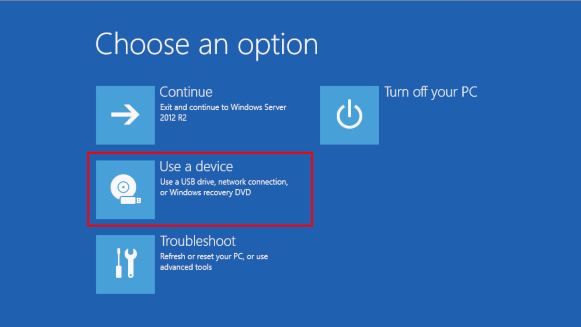 Choose an option
Continue
Exit and continue to Windows Server
2012 R2
Turn off your PC
Use a device
Use a USB drive, network connection,
or Windows recovery DVD
Troubleshoot
Refresh or reset your PC, or use
advanced tools